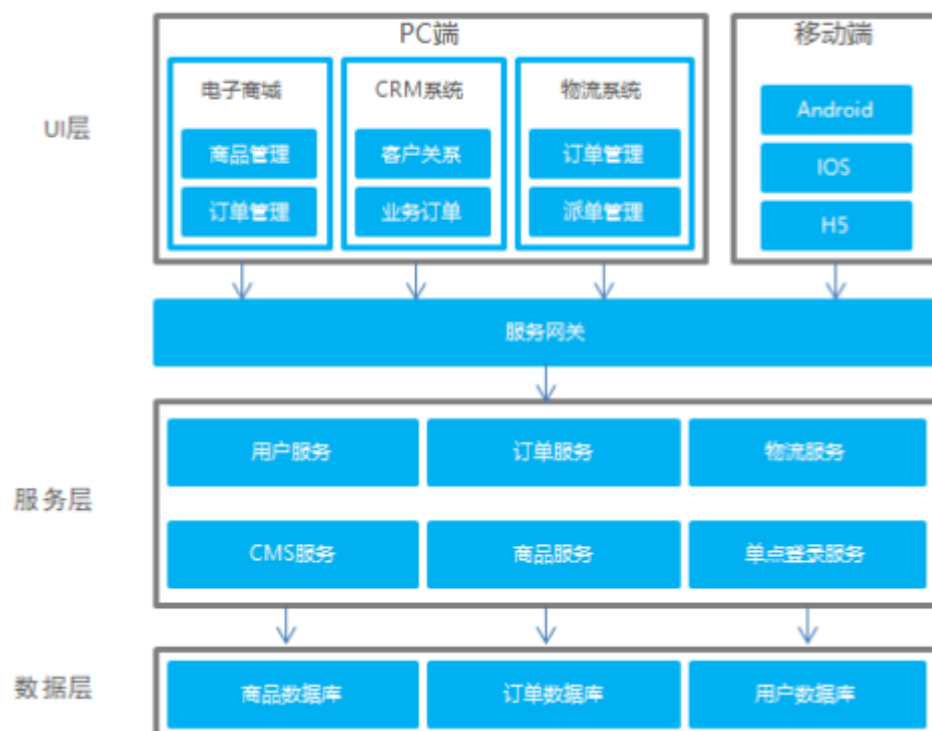 PC端
移动端
电子商城
CRM系统
物流系统
UI层
商品管理
客户关系
订单管理
订单管理
业务订单
派单管理
Android
IOS
H5
服务网关
服务层
用户服务
订单服务
物流服务
CMS服务
商品服务
单点登录服务
数据层
商品数据库
订单数据库
用户数据库